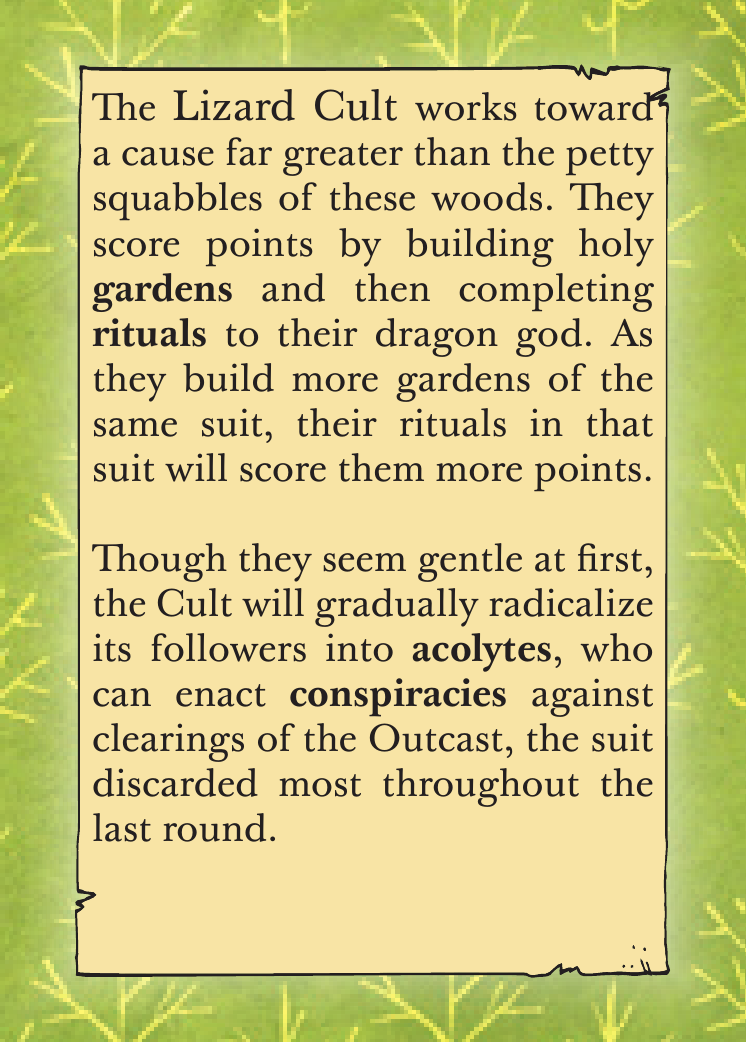 The Lizard Cult works toward
a cause far greater than the petty
squabbles of these woods. They
score points by building holy
gardens and then completing
rituals to their dragon god. As
they build more gardens of the
same suit, their rituals in that
suit will score them more points.
Though they seem gentle at first,
the Cult will gradually radicalize
its followers into acolytes, who
can enact conspiracies against
clearings of the Outcast, the suit
discarded most throughout the
last round.